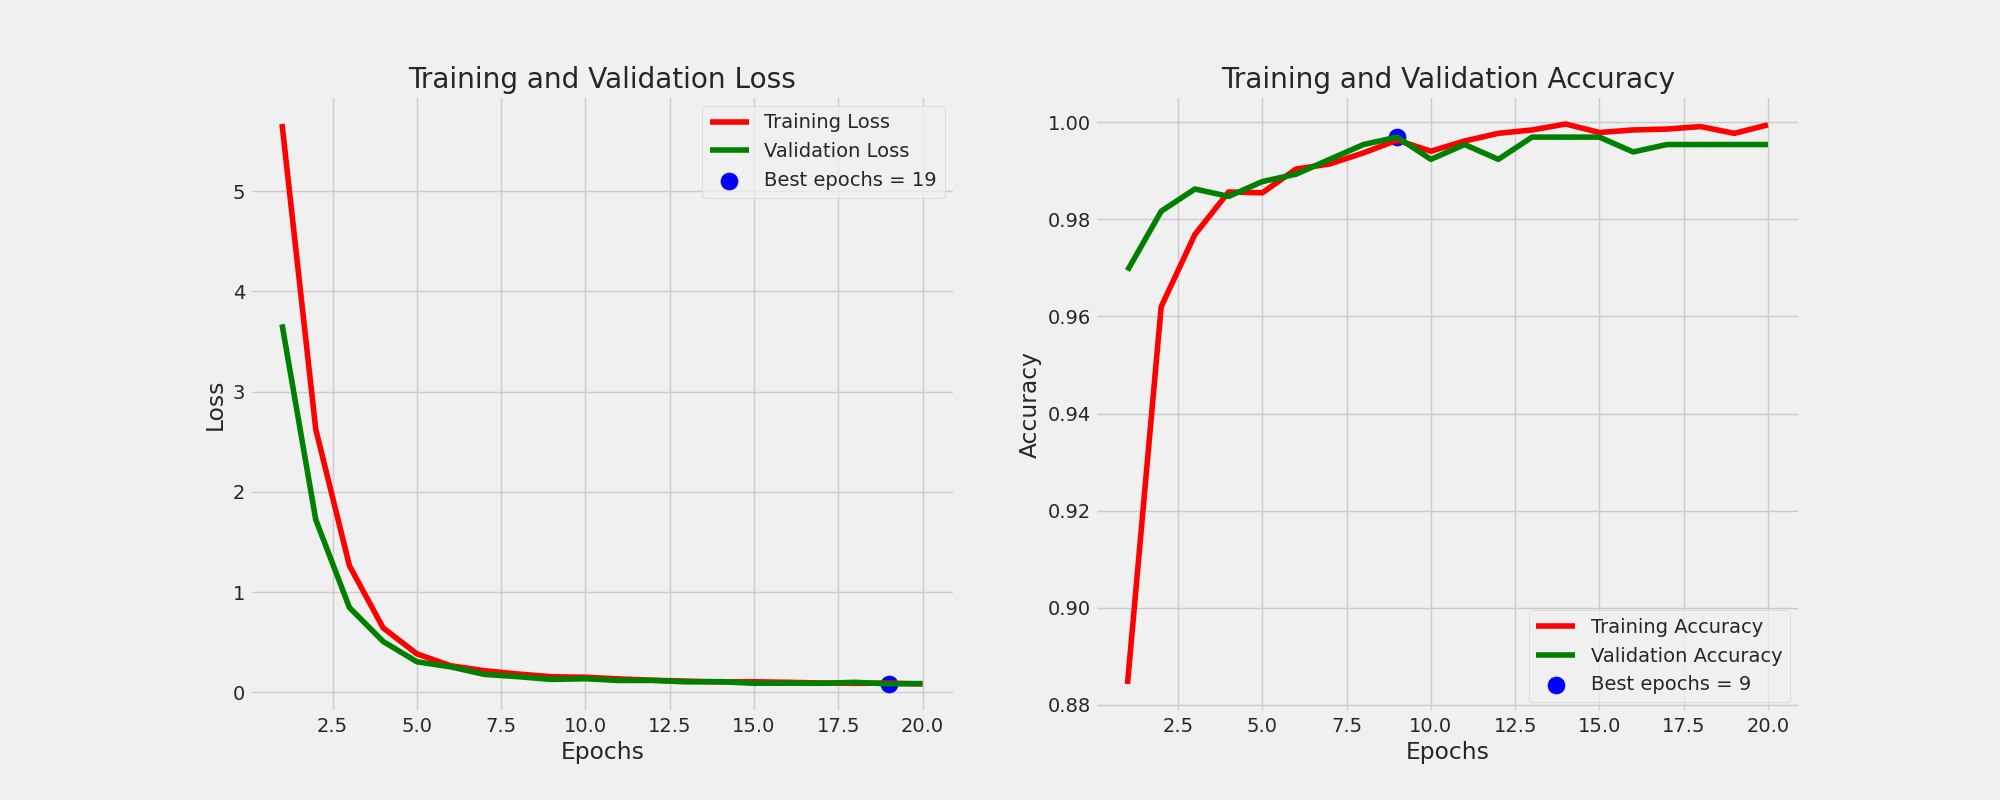 Training and Validation Loss
Training Loss
Validation Loss
Best epochs = 19
5
4
3
2
1
0
Loss
2.5 5.0 7.5 10.0 12.5 15.0 17.5 20.0
Epochs
Training and Validation Accuracy
1.00
0.98
0.96
0.94
0.92
0.90
0.88
Accuracy
Training Accuracy
Validation Accuracy
Best epochs = 9
2.5 5.0 7.5 10.0 12.5 15.0 17.5 20.0
Epochs